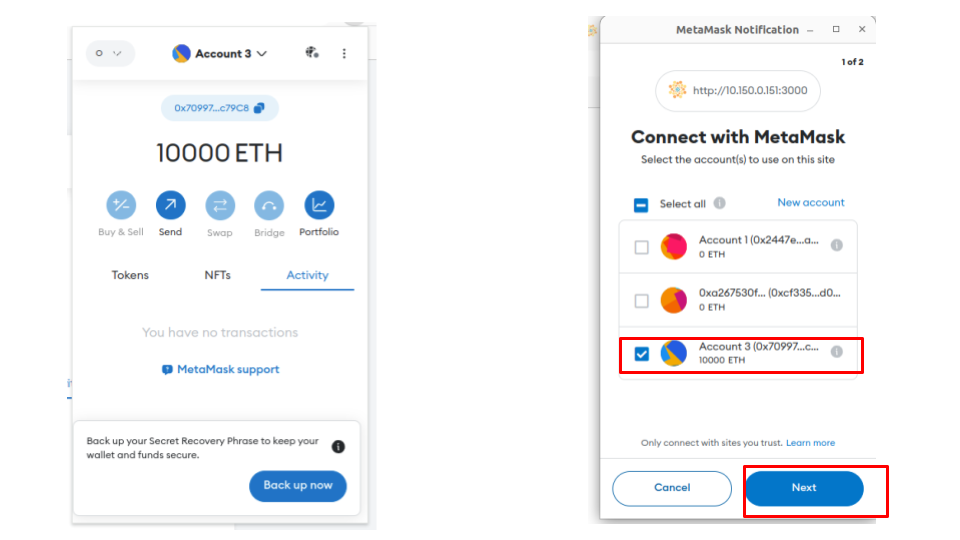 Account 3
0x70997...c79C8
10000 ETH
Buy & Sell
Send
Swap
Bridge
Portfolio
Tokens
NFTs
Activity
You have no transactions
MetaMask support
Back up your Secret Recovery Phrase to keep your
wallet and funds secure.
Back up now
MetaMask Notification
1 of 2
http://10.150.0.151:3000
Connect with MetaMask
Select the account(s) to use on this site
Select all
New account
Account 1 (0x2447e...a...
0 ETH
0xa267530f... (0xcf335...d0...
0 ETH
Account 3 (0x70997...c...
10000 ETH
Only connect with sites you trust. Learn more
Cancel
Next